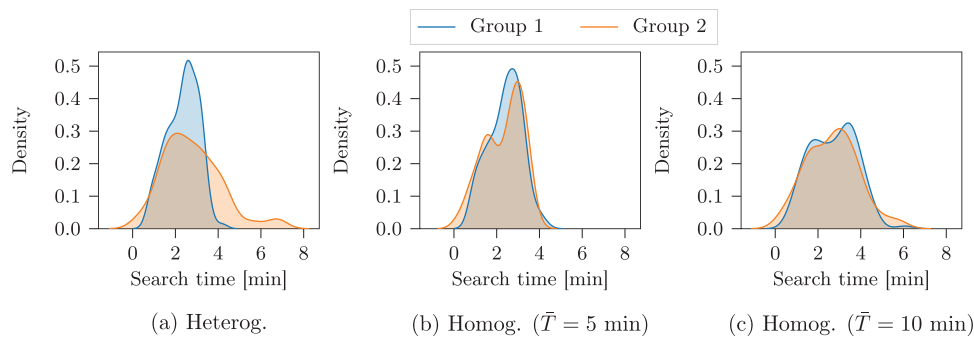 Group 1 Group 2
0.5 0.5 0.5
0.4 0.4 0.4
0.3 0.3 0.3
0.2 0.2 0.2
0.1 0.1 0.1
0.0 0.0 0.0
Density Density Density
0 2 4 6 8 0 2 4 6 8 0 2 4 6 8
Search time [min] Search time [min] Search time [min]
(a) Heterog. (b) Homog. (T̄ = 5 min) (c) Homog. (T̄ = 10 min)